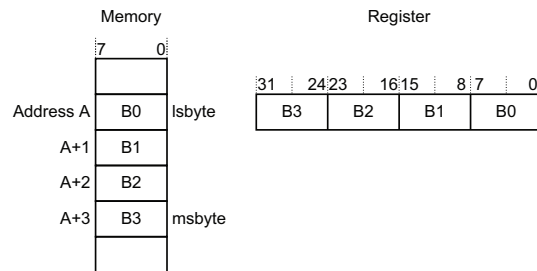 Memory
Register
7 0
31 24 23 16 15 8 7 0
B3 B2 B1 B0
Address A B0 lsbyte
A+1 B1
A+2 B2
A+3 B3 msbyte